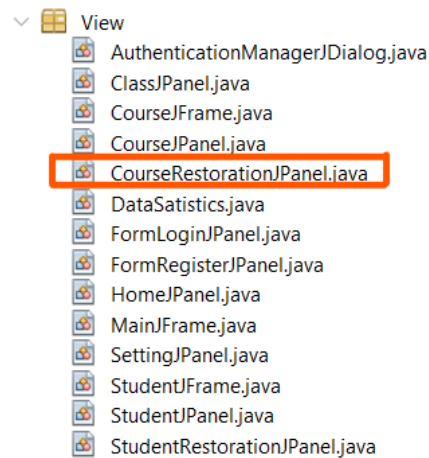 View
AuthenticationManagerJDialog.java
ClassJPanel.java
CourseJFrame.java
CourseJPanel.java
CourseRestorationJPanel.java
DataSatistics.java
FormLoginJPanel.java
FormRegisterJPanel.java
HomeJPanel.java
MainJFrame.java
SettingJPanel.java
StudentJFrame.java
StudentJPanel.java
StudentRestorationJPanel.java